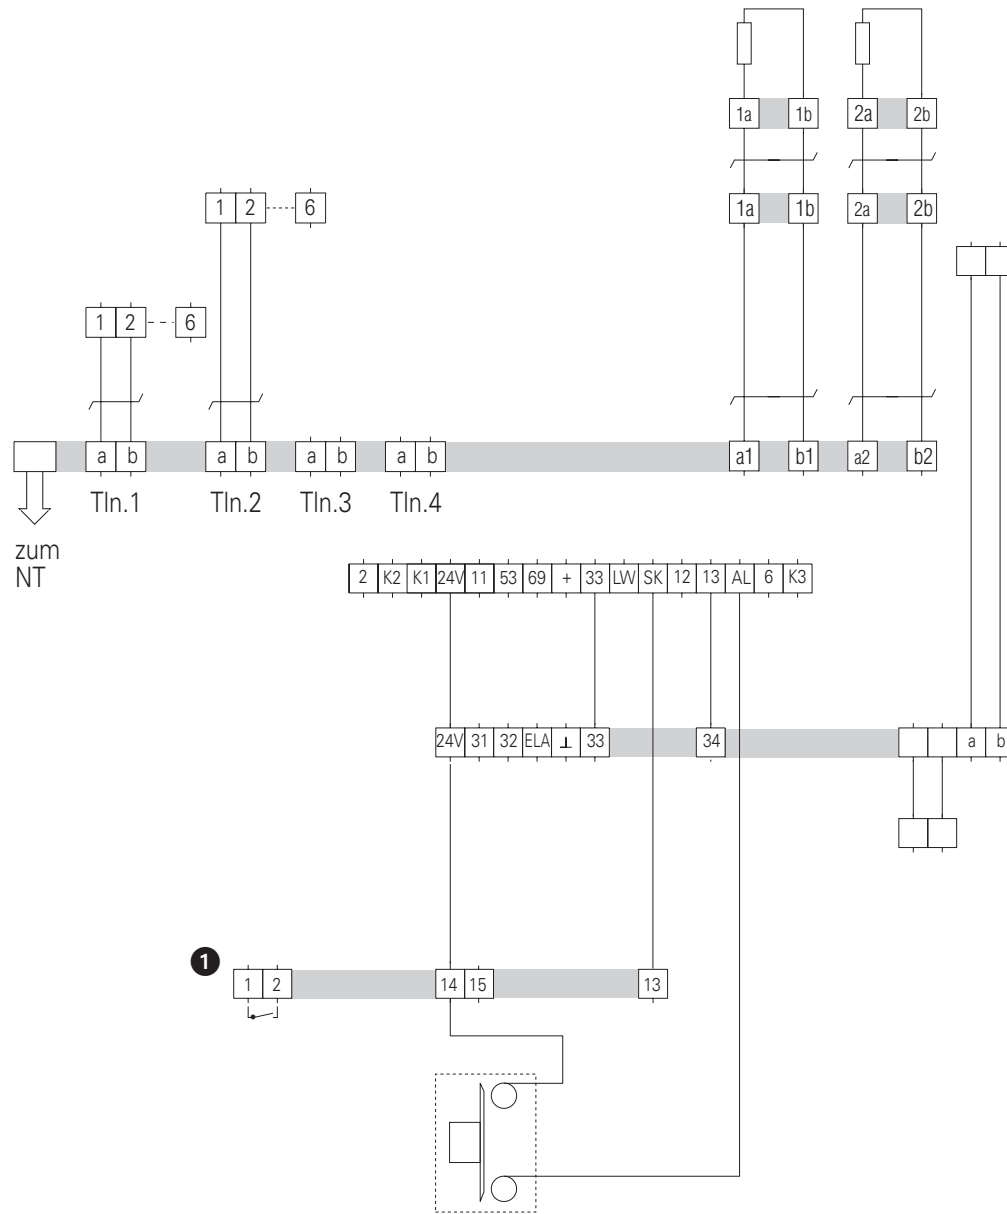 1a 1b 2a 2b
1a 1b 2a 2b
1 2 6
1 2 6
a b a b a b a b a1 b1 a2 b2
Tln.1 Tln.2 Tln.3 Tln.4
zum
NT
2 K2 K1 24V 11 53 69 + 33 LW SK 12 13 AL 6 K3
24V 31 32 ELA ⊥ 33 34 a b
1
1 2 14 15 13